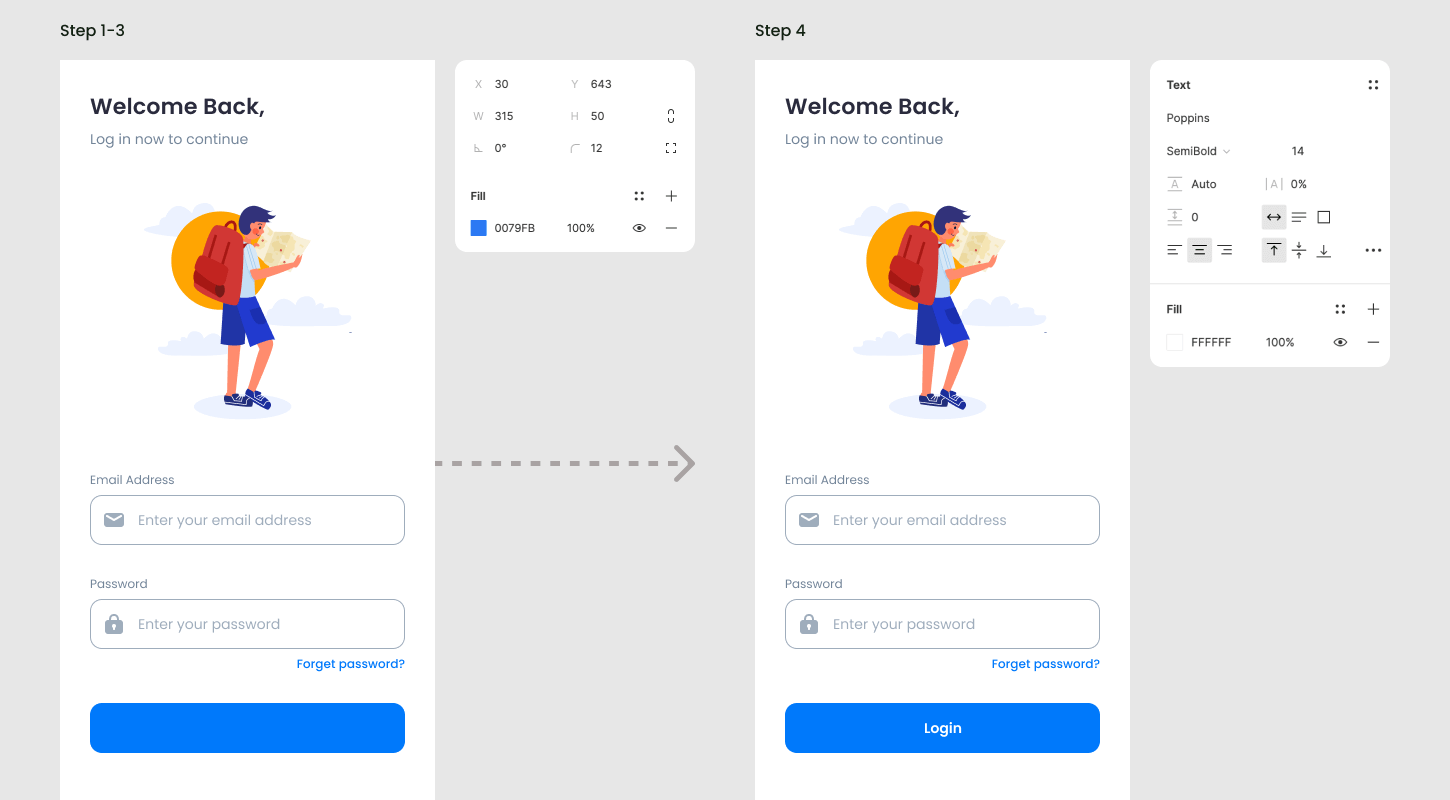 Step 1-3
Welcome Back,
Log in now to continue
Email Address
Enter your email address
Password
Enter your password
Forget password?
X 30 Y 643
W 315 H 50
0° 12
Fill
0079FB 100%
Step 4
Welcome Back,
Log in now to continue
Email Address
Enter your email address
Password
Enter your password
Forget password?
Login
Text
Poppins
SemiBold 14
A Auto |A| 0%
0
Fill
FFFFFF 100%